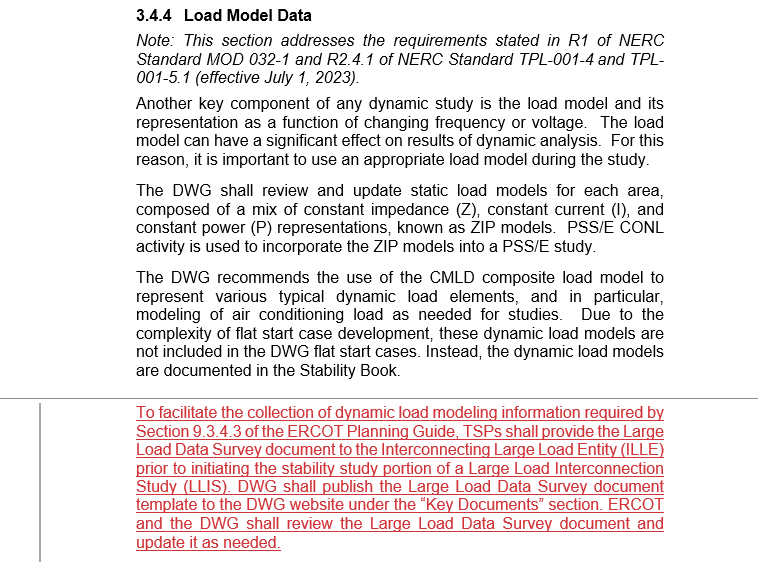 3.4.4 Load Model Data
Note: This section addresses the requirements stated in R1 of NERC
Standard MOD 032-1 and R2.4.1 of NERC Standard TPL-001-4 and TPL-
001-5.1 (effective July 1, 2023).
Another key component of any dynamic study is the load model and its
representation as a function of changing frequency or voltage. The load
model can have a significant effect on results of dynamic analysis. For this
reason, it is important to use an appropriate load model during the study.
The DWG shall review and update static load models for each area,
composed of a mix of constant impedance (Z), constant current (I), and
constant power (P) representations, known as ZIP models. PSS/E CONL
activity is used to incorporate the ZIP models into a PSS/E study.
The DWG recommends the use of the CMLD composite load model to
represent various typical dynamic load elements, and in particular,
modeling of air conditioning load as needed for studies. Due to the
complexity of flat start case development, these dynamic load models are
not included in the DWG flat start cases. Instead, the dynamic load models
are documented in the Stability Book.
To facilitate the collection of dynamic load modeling information required by
Section 9.3.4.3 of the ERCOT Planning Guide, TSPs shall provide the Large
Load Data Survey document to the Interconnecting Large Load Entity (ILLE)
prior to initiating the stability study portion of a Large Load Interconnection
Study (LLIS). DWG shall publish the Large Load Data Survey document
template to the DWG website under the “Key Documents” section. ERCOT
and the DWG shall review the Large Load Data Survey document and
update it as needed.